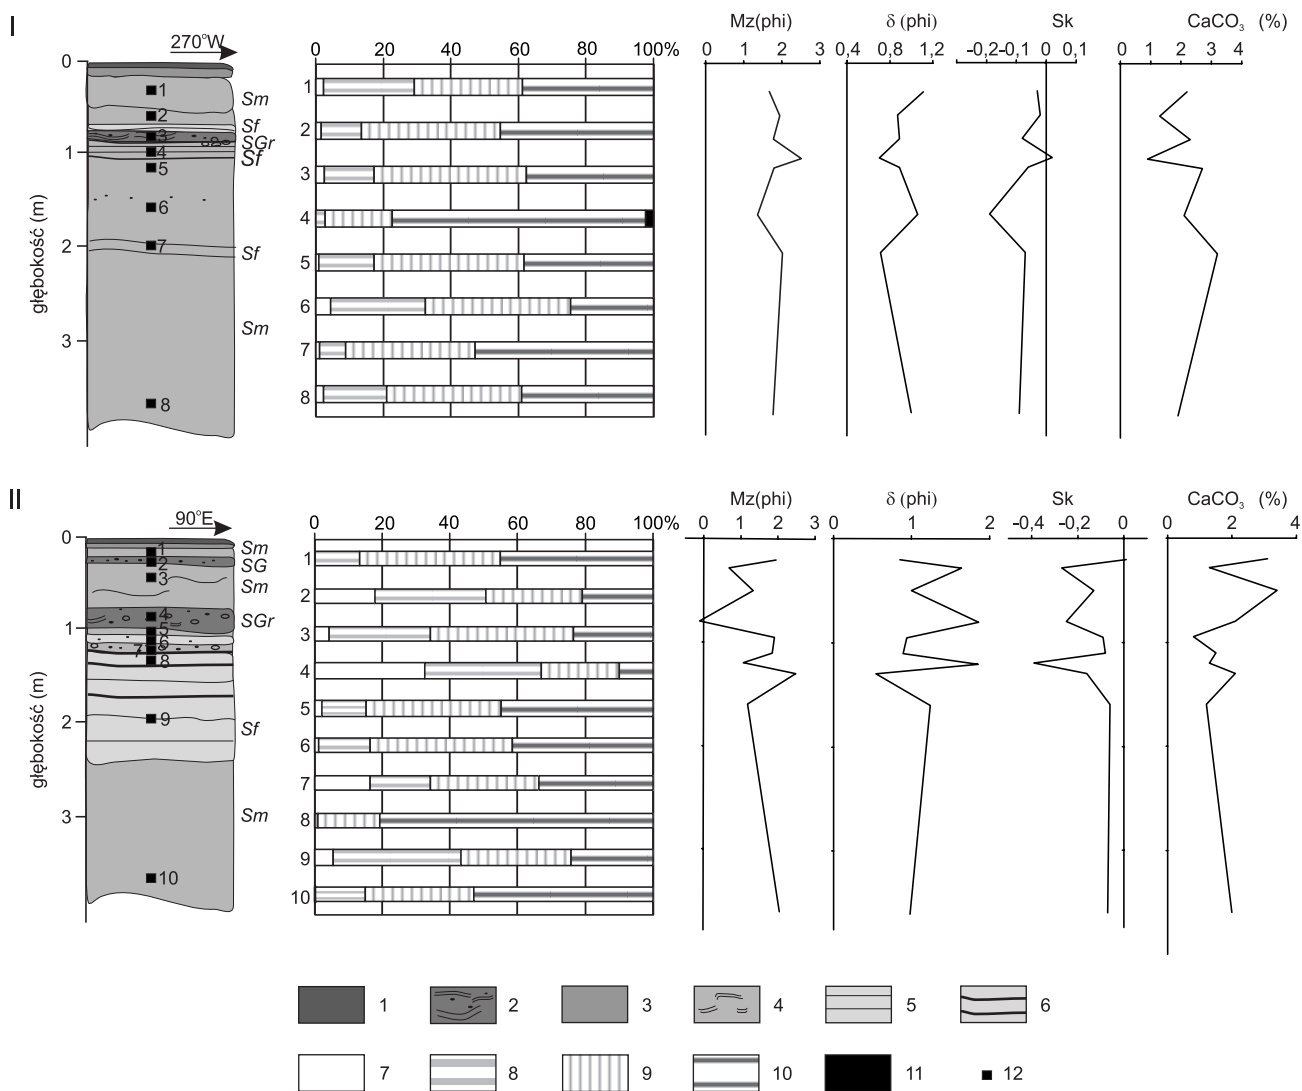 I
270°W
0
1
2
3
głębokość (m)
1
2
3
4
5
6
7
8
Sm
Sf
SGr
Sf
Sf
Sm
0 20 40 60 80 100%
1
2
3
4
5
6
7
8
Mz(phi)
0 1 2 3
δ (phi)
0,4 0,8 1,2
Sk
-0,2 -0,1 0 0,1
CaCO₃ (%)
0 1 2 3 4
II
90°E
0
1
2
3
głębokość (m)
1
2
3
4
5
6
7
8
9
10
Sm
SG
Sm
SGr
Sf
Sm
0 20 40 60 80 100%
1
2
3
4
5
6
7
8
9
10
Mz(phi)
0 1 2 3
δ (phi)
0 1 2
Sk
-0,4 -0,2 0
CaCO₃ (%)
0 2 4
1 2 3 4 5 6
7 8 9 10 11 12